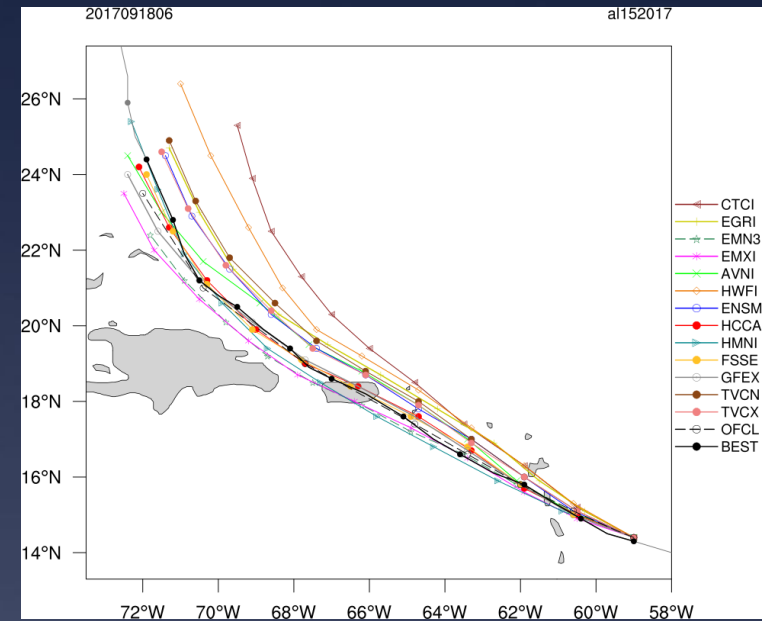 2017091806 al152017
26°N
24°N
22°N
20°N
18°N
16°N
14°N
72°W 70°W 68°W 66°W 64°W 62°W 60°W 58°W
CTCI
EGRI
EMN3
EMXI
AVNI
HWFI
ENSM
HCCA
HMNI
FSSE
GFEX
TVCN
TVCX
OFCL
BEST